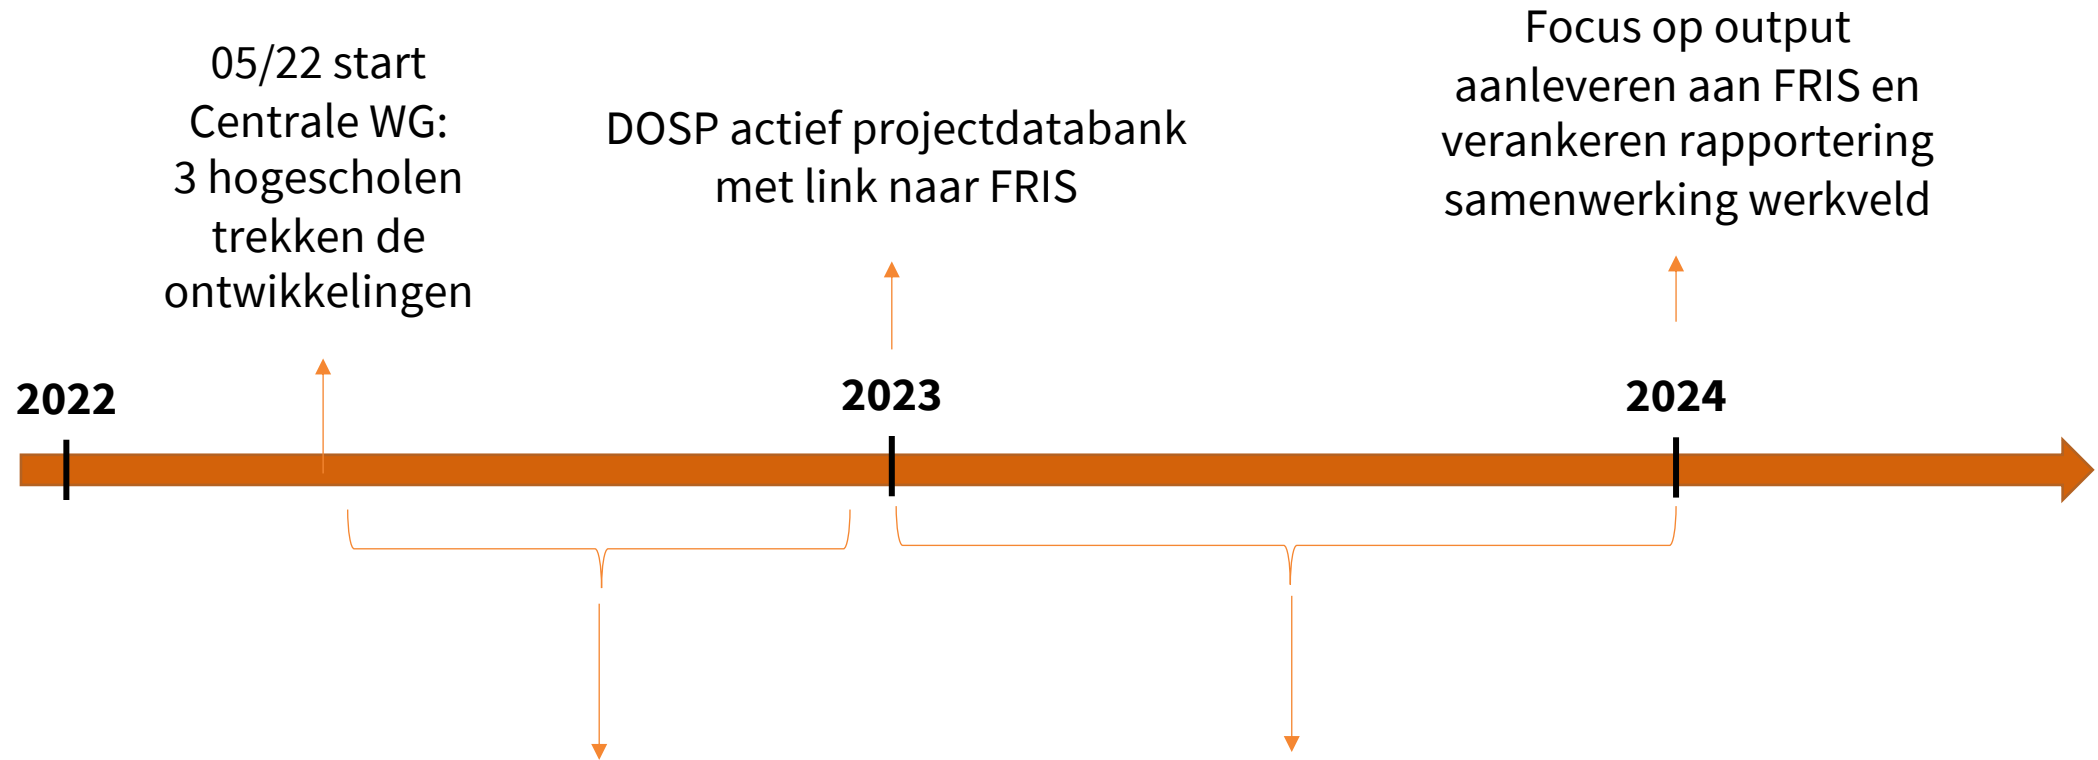 05/22 start
Centrale WG:
3 hogescholen
trekken de
ontwikkelingen
DOSP actief projectdatabank
met link naar FRIS
Focus op output
aanleveren aan FRIS en
verankeren rapportering
samenwerking werkveld
2022
2023
2024